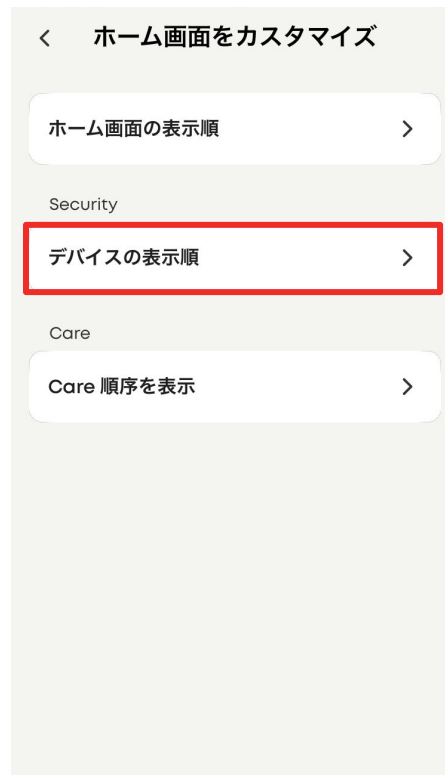 ホーム画面をカスタマイズ
ホーム画面の表示順
Security
デバイスの表示順
Care
Care 順序を表示